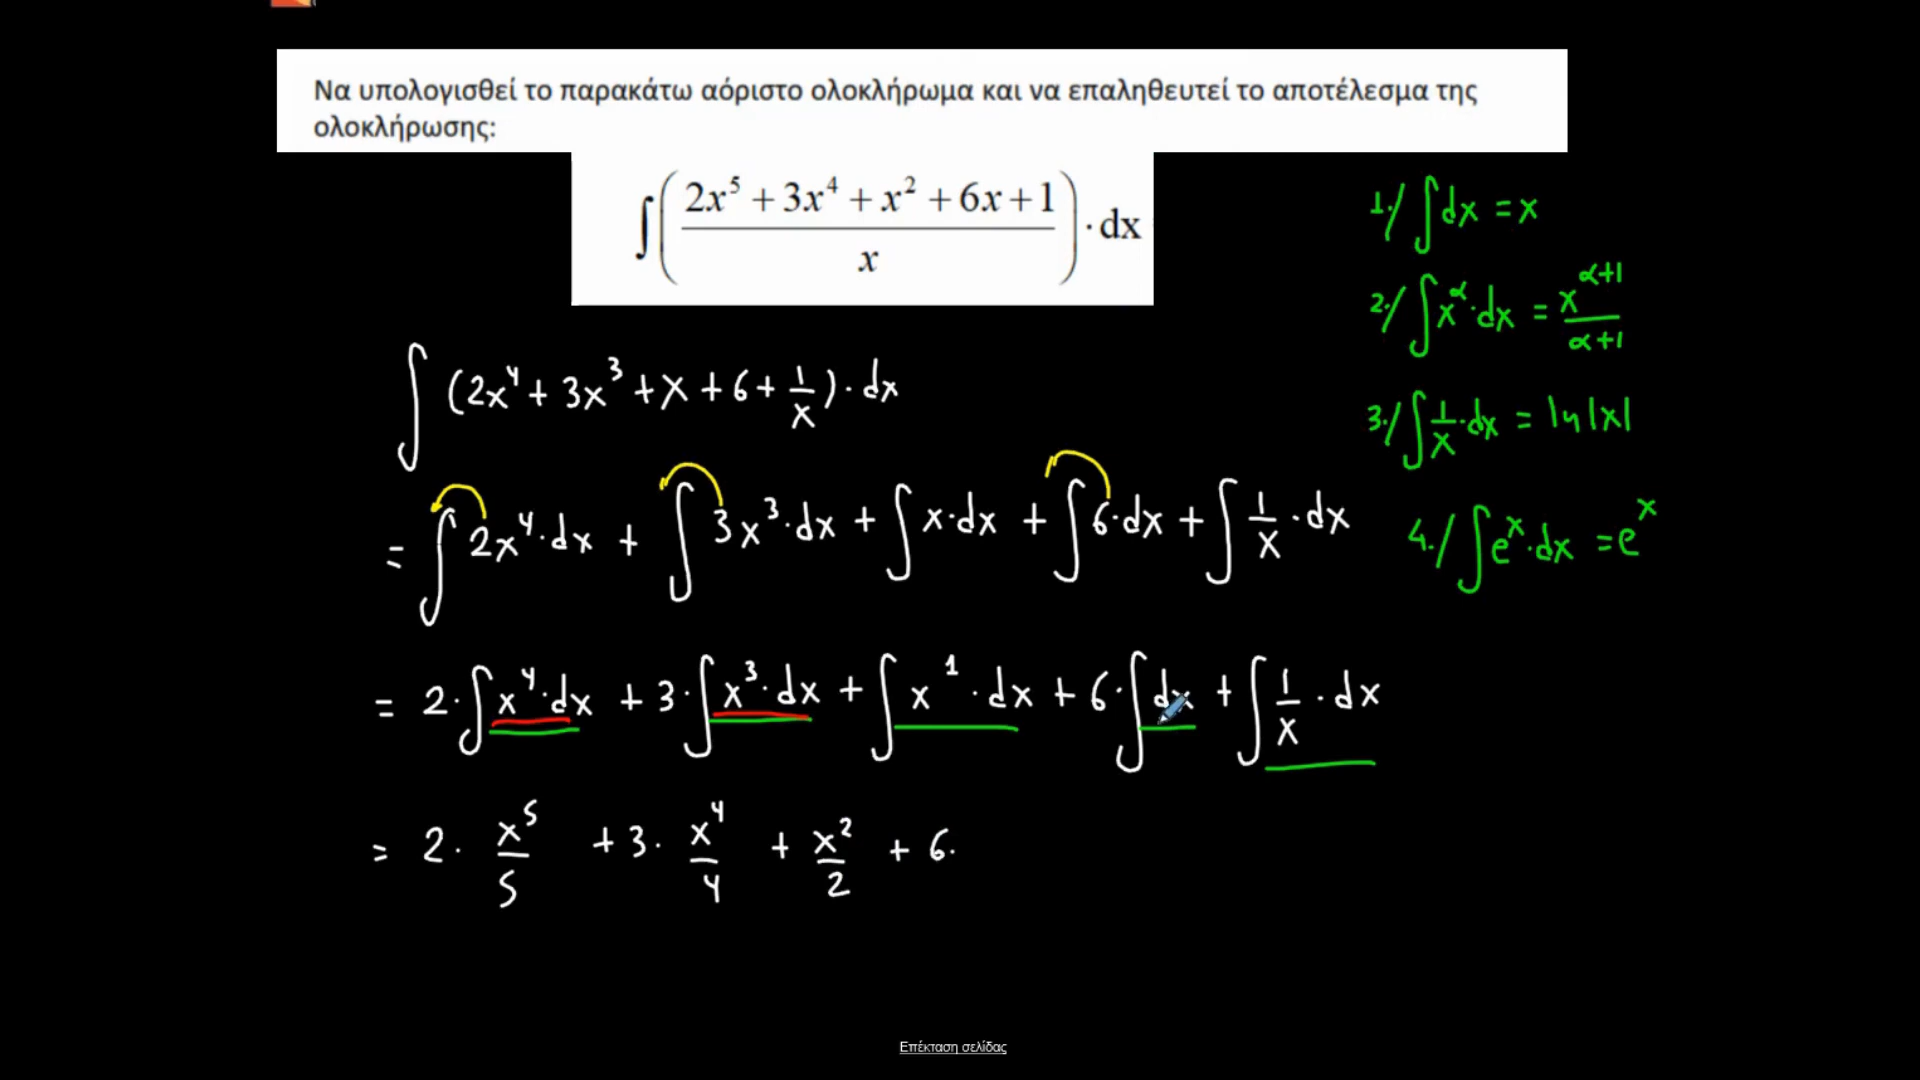 Να υπολογισθεί το παρακάτω αόριστο ολοκλήρωμα και να επαληθευτεί το αποτέλεσμα της
ολοκλήρωσης:
∫((2x⁵ + 3x⁴ + x² + 6x + 1)/x) · dx
1./ ∫dx = x
2./ ∫x^α · dx = x^(α+1)/(α+1)
3./ ∫1/x · dx = ln|x|
4./ ∫e^x · dx = e^x
∫(2x⁴ + 3x³ + x + 6 + 1/x) · dx
= ∫2x⁴ · dx + ∫3x³ · dx + ∫x · dx + ∫6 · dx + ∫1/x · dx
= 2 · ∫x⁴ · dx + 3 · ∫x³ · dx + ∫x¹ · dx + 6 · ∫dx + ∫1/x · dx
= 2 · x⁵/5 + 3 · x⁴/4 + x²/2 + 6 ·
Επέκταση σελίδας